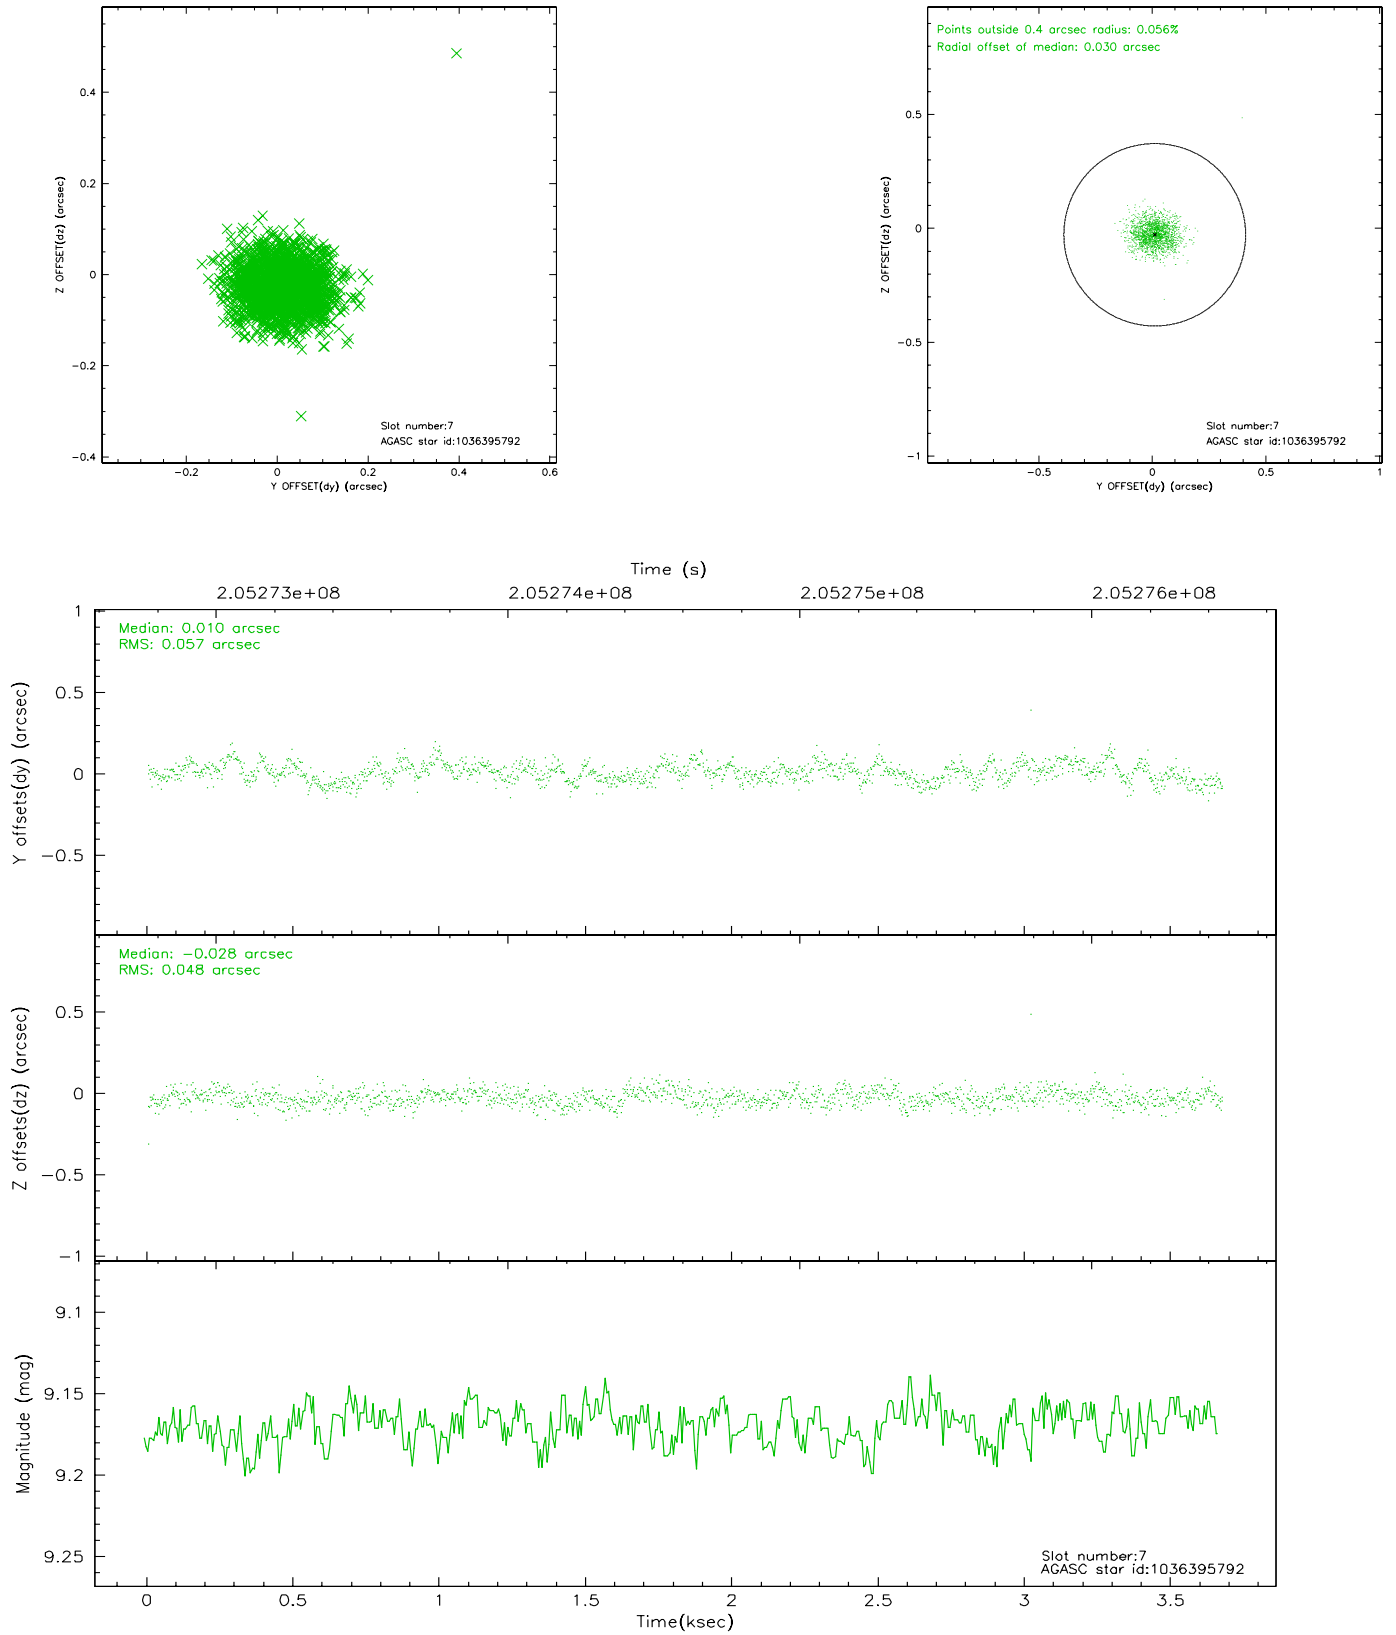 0.4
0.2
0
−0.2
−0.4
Z OFFSET(dz) (arcsec)
Slot number:7
AGASC star id:1036395792
−0.2
0
0.2
0.4
0.6
Y OFFSET(dy) (arcsec)
Points outside 0.4 arcsec radius: 0.056%
Radial offset of median: 0.030 arcsec
0.5
0
−0.5
−1
Z OFFSET(dz) (arcsec)
Slot number:7
AGASC star id:1036395792
−0.5
0
0.5
1
Y OFFSET(dy) (arcsec)
Time (s)
2.05273e+08
2.05274e+08
2.05275e+08
2.05276e+08
Median: 0.010 arcsec
RMS: 0.057 arcsec
1
0.5
0
−0.5
Y offsets(dy) (arcsec)
Median: −0.028 arcsec
RMS: 0.048 arcsec
0.5
0
−0.5
−1
Z offsets(dz) (arcsec)
9.1
9.15
9.2
9.25
Magnitude (mag)
Slot number:7
AGASC star id:1036395792
0
0.5
1
1.5
2
2.5
3
3.5
Time(ksec)